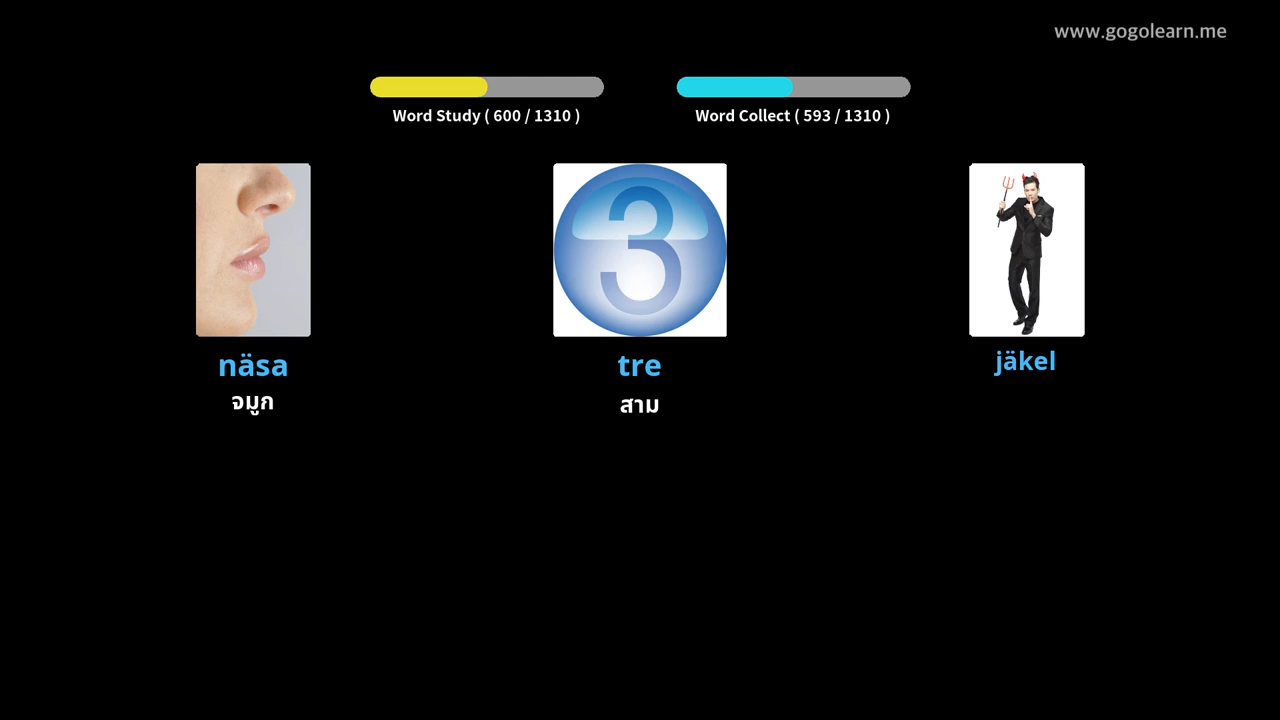 www.gogolearn.me
Word Study ( 600 / 1310 )
Word Collect ( 593 / 1310 )
3
näsa
tre
jäkel
จมูก
สาม